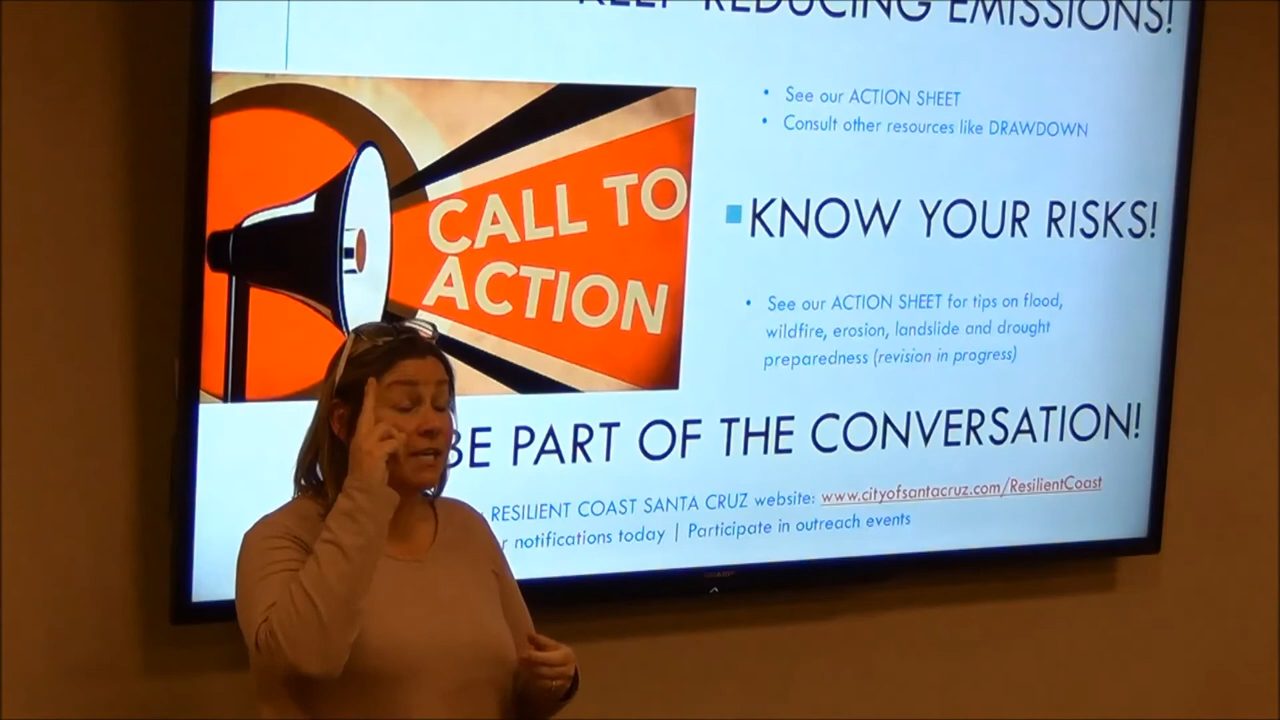 KEEP REDUCING EMISSIONS!
• See our ACTION SHEET
• Consult other resources like DRAWDOWN
CALL TO
ACTION
KNOW YOUR RISKS!
• See our ACTION SHEET for tips on flood,
wildfire, erosion, landslide and drought
preparedness (revision in progress)
BE PART OF THE CONVERSATION!
RESILIENT COAST SANTA CRUZ website: www.cityofsantacruz.com/ResilientCoast
notifications today | Participate in outreach events